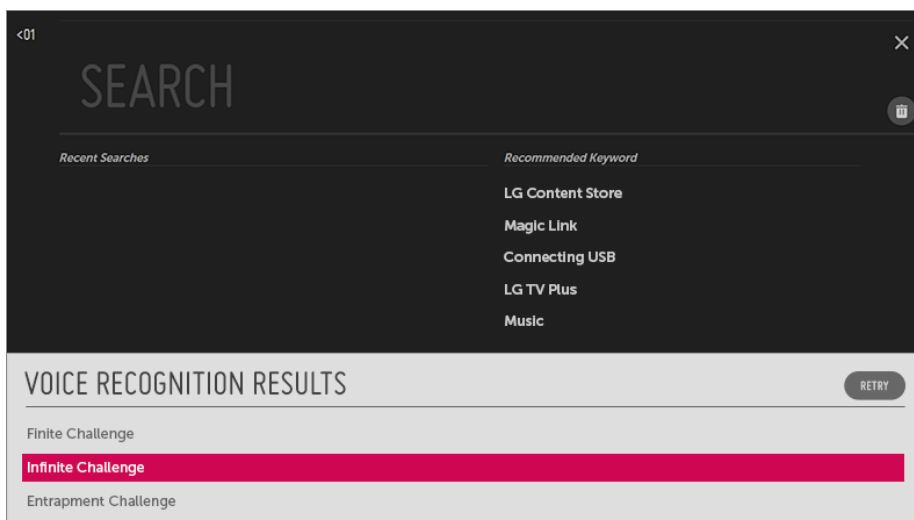 <01
SEARCH
Recent Searches
Recommended Keyword
LG Content Store
Magic Link
Connecting USB
LG TV Plus
Music
VOICE RECOGNITION RESULTS
RETRY
Finite Challenge
Infinite Challenge
Entrapment Challenge